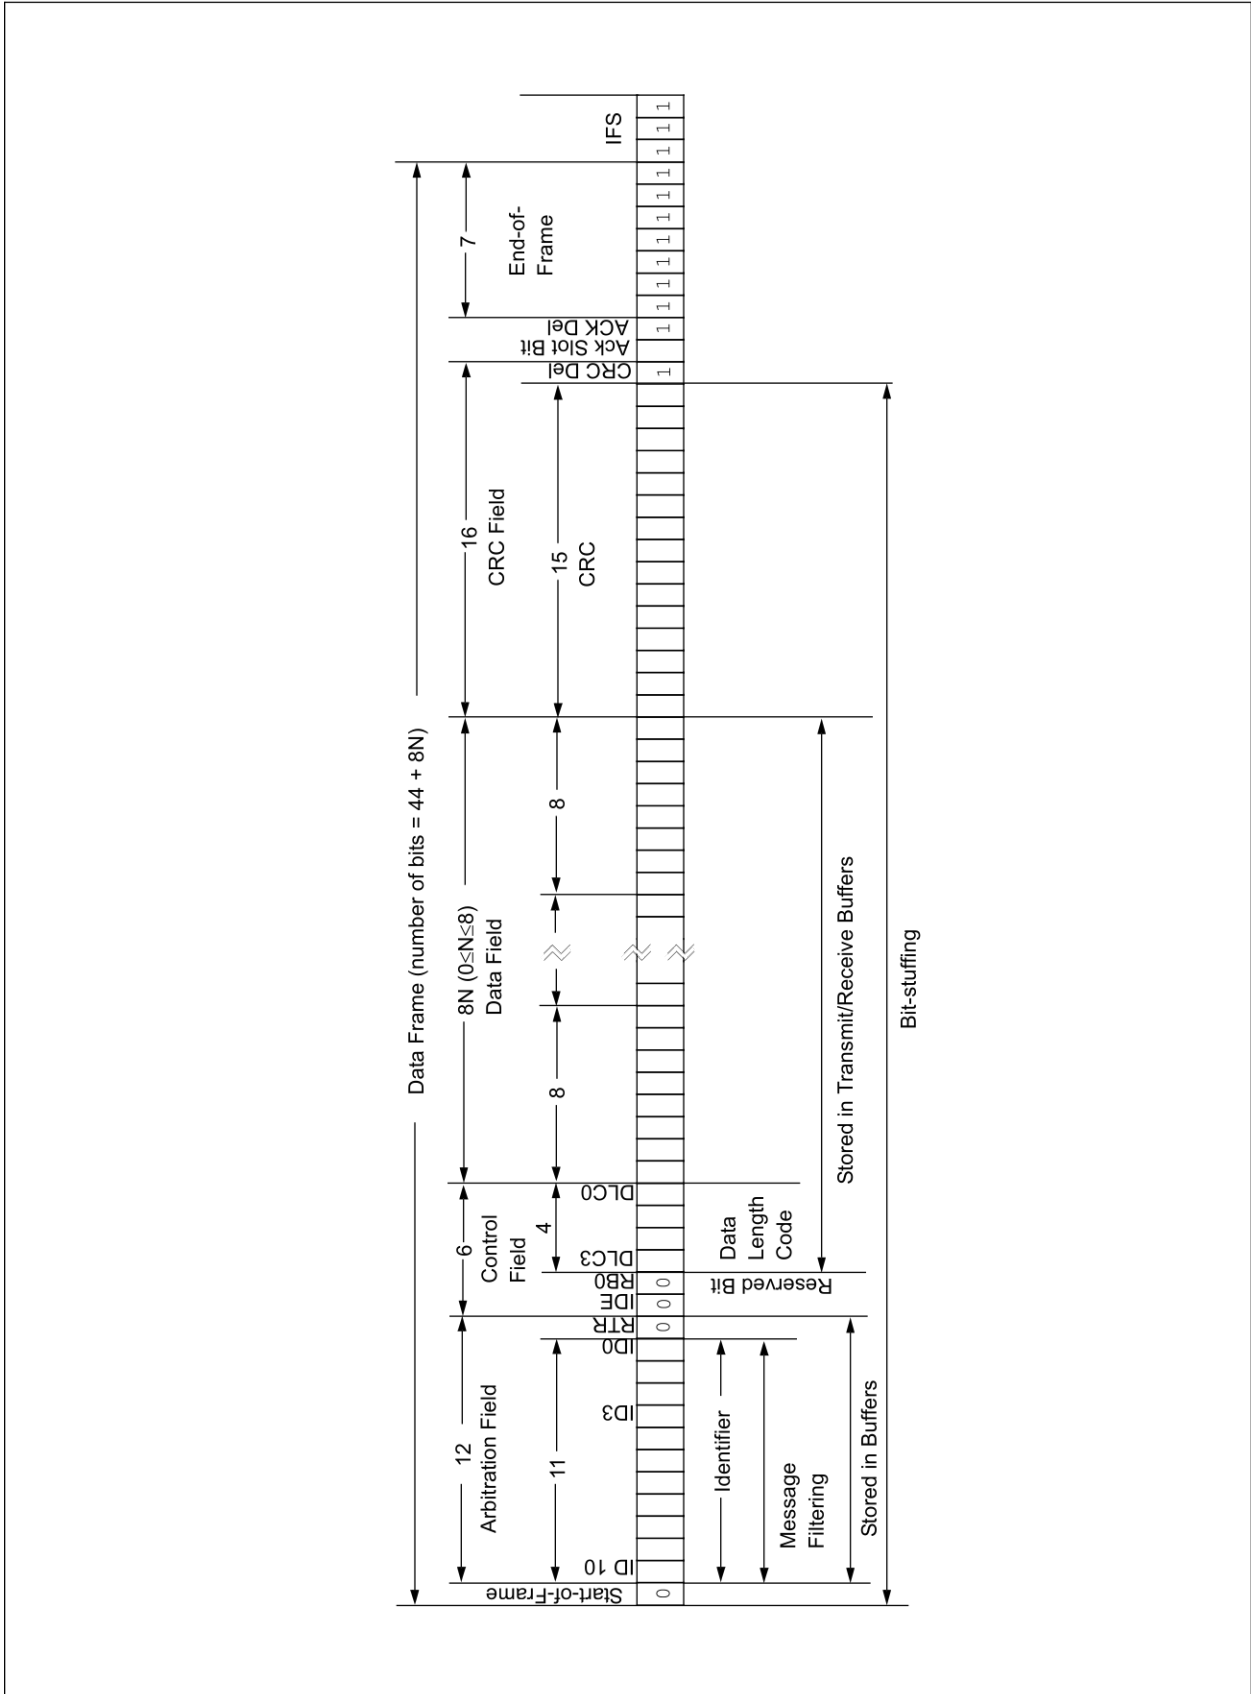 Data Frame (number of bits = 44 + 8N)
12
Arbitration Field
6
Control
Field
8N (0≤N≤8)
Data Field
16
CRC Field
7
End-of-
Frame
IFS
11
4
8
8
15
CRC
Start-of-Frame
ID 10
ID3
ID0
RTR
IDE
RB0
DLC3
DLC0
CRC Del
Ack Slot Bit
ACK Del
0
0
0
0
1
1
1
1
1
1
1
1
1
1
1
1
Identifier
Message
Filtering
Stored in Buffers
Reserved Bit
Data
Length
Code
Stored in Transmit/Receive Buffers
Bit-stuffing